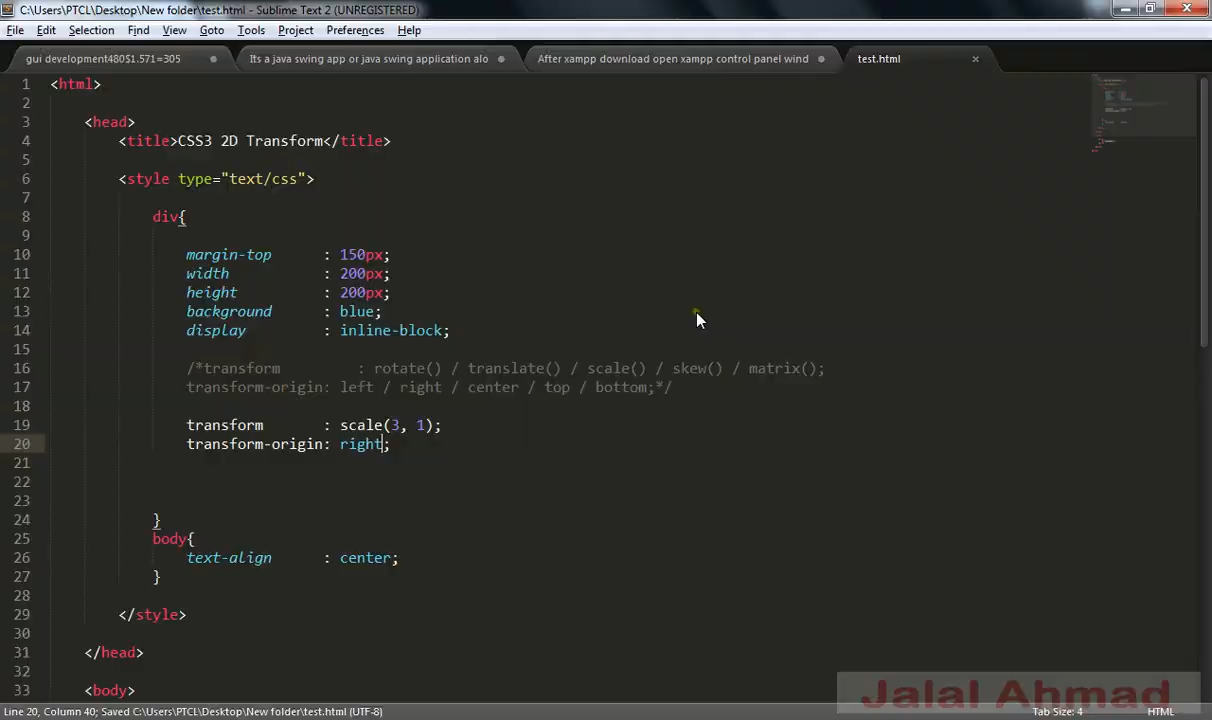 C:\Users\PTCL\Desktop\New folder\test.html - Sublime Text 2 (UNREGISTERED)
File Edit Selection Find View Goto Tools Project Preferences Help
gui development480$1.571=305 Its a java swing app or java swing application alo After xampp download open xampp control panel wind test.html
1 <html>
2
3 <head>
4 <title>CSS3 2D Transform</title>
5
6 <style type="text/css">
7
8 div{
9
10 margin-top : 150px;
11 width : 200px;
12 height : 200px;
13 background : blue;
14 display : inline-block;
15
16 /*transform : rotate() / translate() / scale() / skew() / matrix();
17 transform-origin: left / right / center / top / bottom;*/
18
19 transform : scale(3, 1);
20 transform-origin: right;
21
22
23
24 }
25 body{
26 text-align : center;
27 }
28
29 </style>
30
31 </head>
32
33 <body>
Jalal Ahmad
Line 20, Column 40; Saved C:\Users\PTCL\Desktop\New folder\test.html (UTF-8) Tab Size: 4 HTML